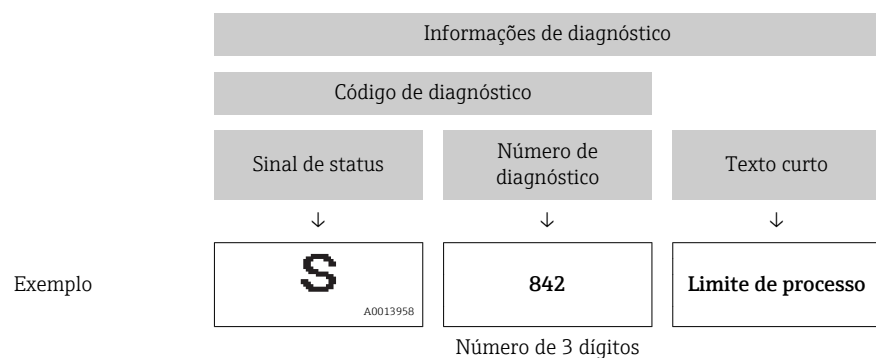 Informações de diagnóstico
Código de diagnóstico
Sinal de status
Número de
diagnóstico
Texto curto
↓ ↓ ↓
Exemplo
S
A0013958
842
Limite de processo
Número de 3 dígitos